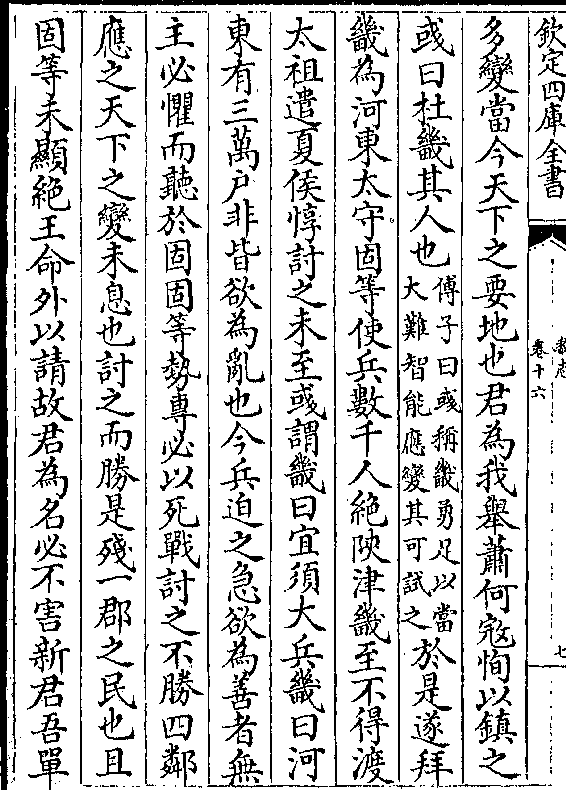 欽定四庫全書
卷十六
七
多變當今天下之要地也君為我舉蕭何宼恂以鎮之
或曰杜畿其人也傅子曰彧稱畿勇足以當大難智能應變其可試之於是遂拜
畿為河東太守固等使兵數千人絶陜津畿至不得渡
太祖遣夏侯惇討之未至彧謂畿曰宜須大兵畿曰河
東有三萬户非皆欲為亂也今兵迫之急欲為善者無
主必懼而聽於固固等勢專必以死戰討之不勝四鄰
應之天下之變未息也討之而勝是殘一郡之民也且
固等未顯絶王命外以請故君為名必不害新君吾單